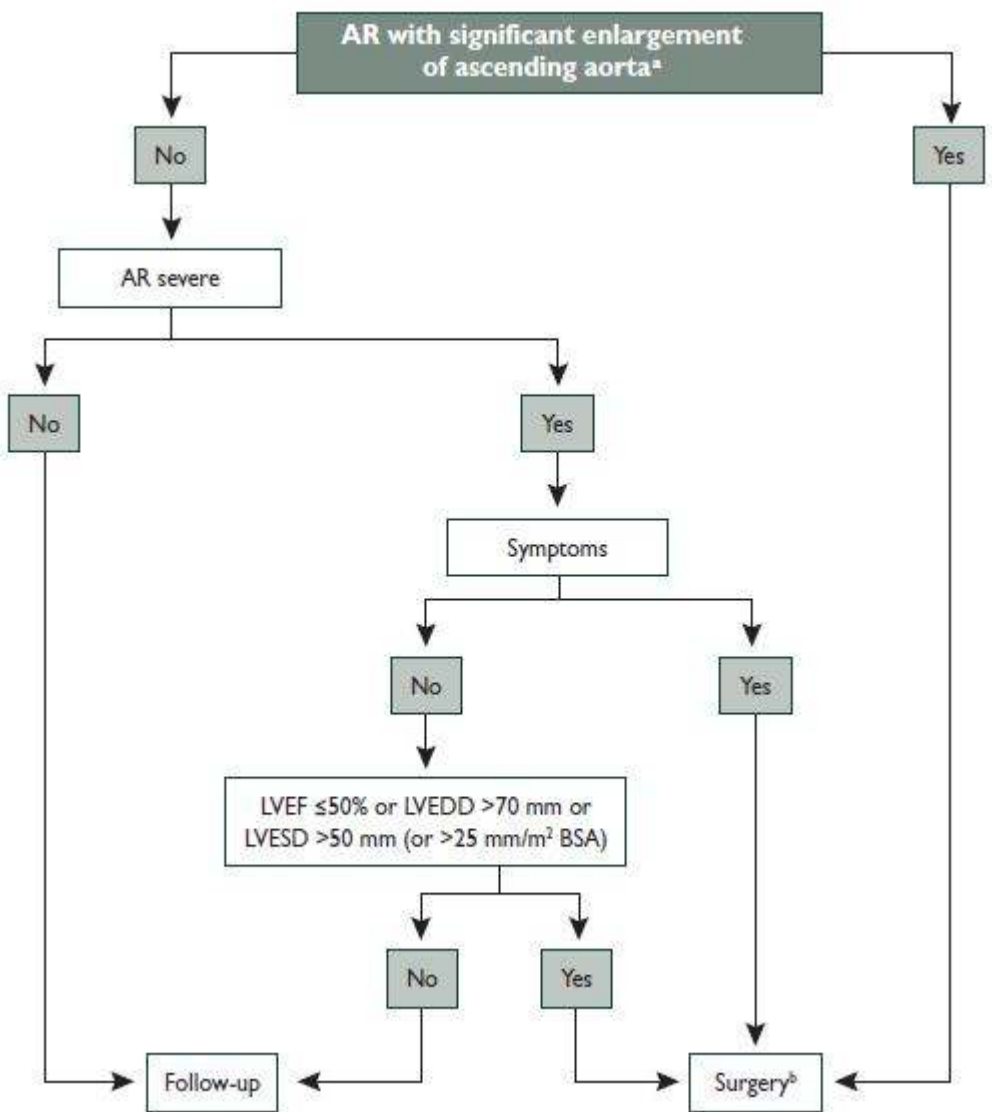 AR with significant enlargement
of ascending aortaᵃ
No
Yes
AR severe
No
Yes
Symptoms
No
Yes
LVEF ≤50% or LVEDD >70 mm or
LVESD >50 mm (or >25 mm/m² BSA)
No
Yes
Follow-up
Surgeryᵇ